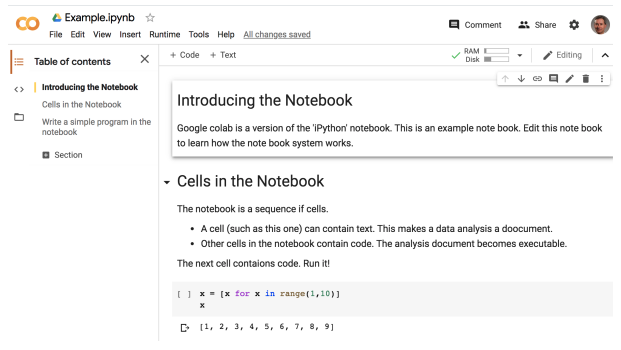 Example.ipynb
File Edit View Insert Runtime Tools Help All changes saved
Comment Share
Table of contents
+ Code + Text
RAM
Disk
Editing
Introducing the Notebook
Cells in the Notebook
Write a simple program in the
notebook
Section
Introducing the Notebook
Google colab is a version of the 'iPython' notebook. This is an example note book. Edit this note book
to learn how the note book system works.
Cells in the Notebook
The notebook is a sequence if cells.
• A cell (such as this one) can contain text. This makes a data analysis a doocument.
• Other cells in the notebook contain code. The analysis document becomes executable.
The next cell contaions code. Run it!
[ ] x = [x for x in range(1,10)]
x
[1, 2, 3, 4, 5, 6, 7, 8, 9]